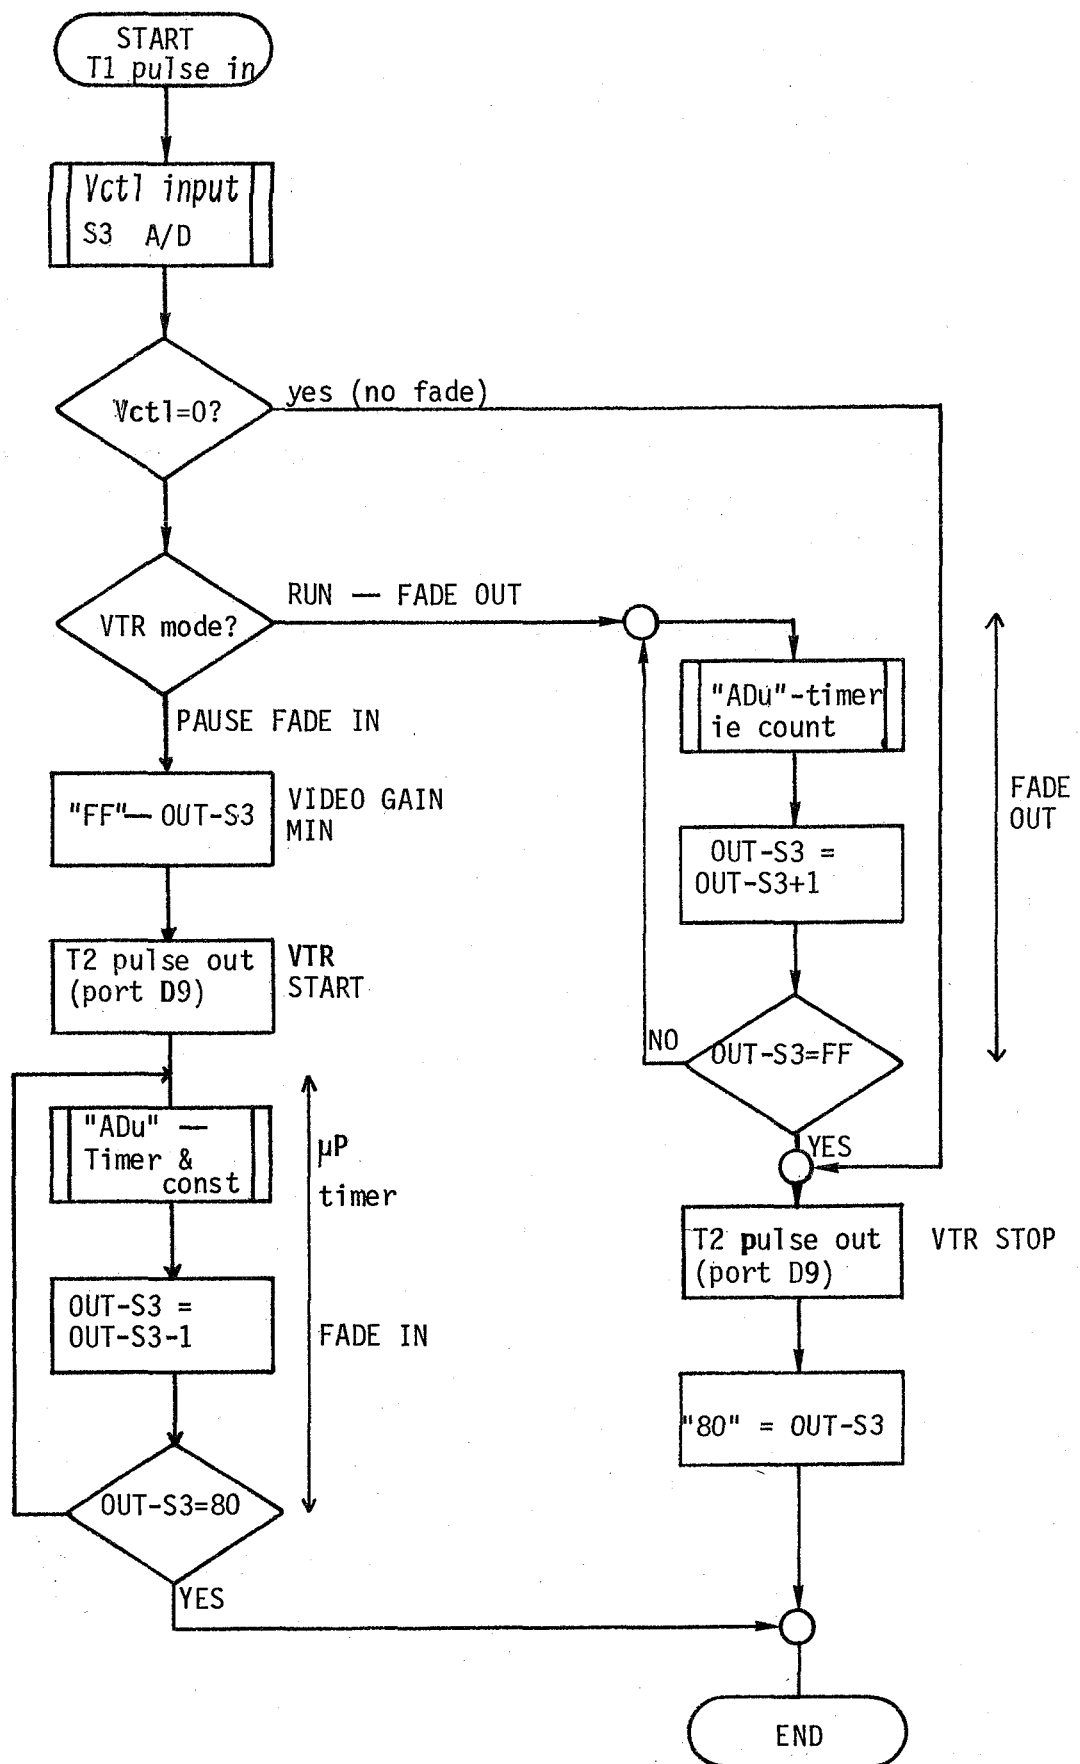 START
T1 pulse in
Vctl input
S3 A/D
Vctl=0?
yes (no fade)
VTR mode?
RUN — FADE OUT
PAUSE FADE IN
"FF"— OUT-S3
VIDEO GAIN
MIN
T2 pulse out
(port D9)
VTR
START
"ADu" —
Timer &
const
µP
timer
OUT-S3 =
OUT-S3-1
FADE IN
OUT-S3=80
YES
"ADu"-timer
ie count
OUT-S3 =
OUT-S3+1
FADE
OUT
NO
OUT-S3=FF
YES
T2 pulse out
(port D9)
VTR STOP
"80" = OUT-S3
END